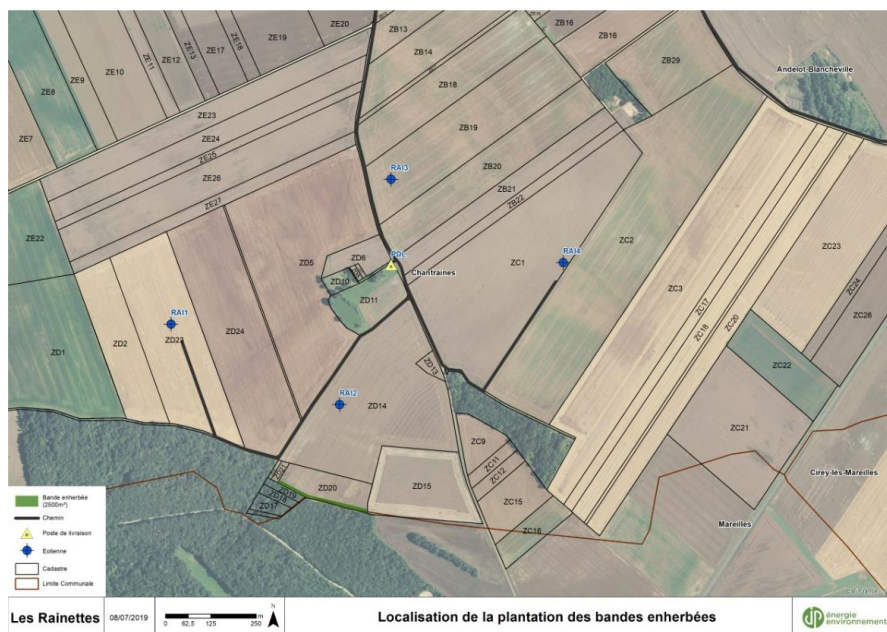 ZE20
ZE19
ZE18
ZE17
ZE13
ZE12
ZE11
ZE10
ZE9
ZE8
ZE7
ZB13
ZB14
ZB18
ZB16
ZB16
ZB29
Andelot-Blancheville
ZE23
ZE24
ZE25
ZE26
ZE27
ZE22
ZB19
ZB20
ZB21
ZB22
RAI3
ZD5
ZD6
PDL
Chantraines
ZD10
ZD11
ZC1
RAI4
ZC2
ZC3
ZC17
ZC18
ZC20
ZC23
ZC24
ZC26
ZC22
ZC21
ZD1
ZD2
RAI1
ZD23
ZD24
RAI2
ZD14
ZD13
ZC9
ZC11
ZC12
ZC15
ZC16
ZD15
ZD20
ZD21
ZD19
ZD18
ZD17
Cirey-lès-Mareilles
Mareilles
Bande enherbée
(2500m²)
Chemin
Poste de livraison
Eolienne
Cadastre
Limite Communale
Les Rainettes
08/07/2019
0 62,5 125 250
m
N
Localisation de la plantation des bandes enherbées
énergie
environnement